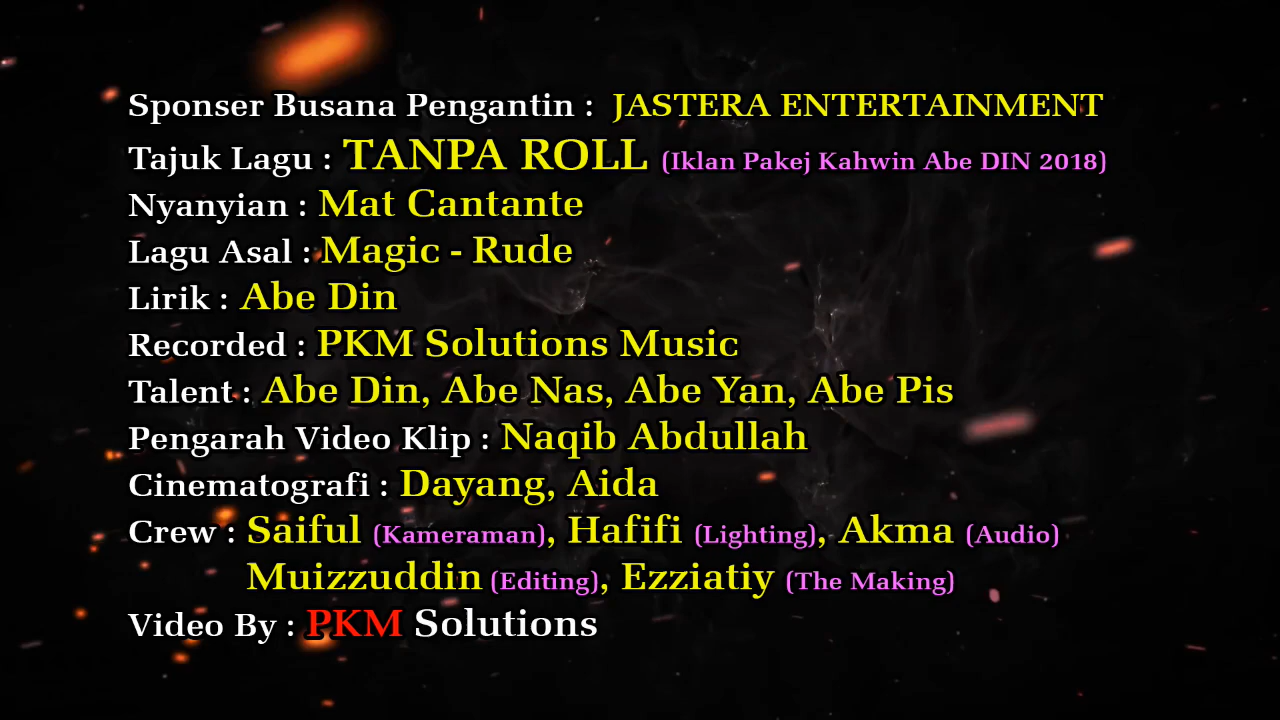 Sponser Busana Pengantin : JASTERA ENTERTAINMENT
Tajuk Lagu : TANPA ROLL (Iklan Pakej Kahwin Abe DIN 2018)
Nyanyian : Mat Cantante
Lagu Asal : Magic - Rude
Lirik : Abe Din
Recorded : PKM Solutions Music
Talent : Abe Din, Abe Nas, Abe Yan, Abe Pis
Pengarah Video Klip : Naqib Abdullah
Cinematografi : Dayang, Aida
Crew : Saiful (Kameraman), Hafifi (Lighting), Akma (Audio)
Muizzuddin (Editing), Ezziatiy (The Making)
Video By : PKM Solutions